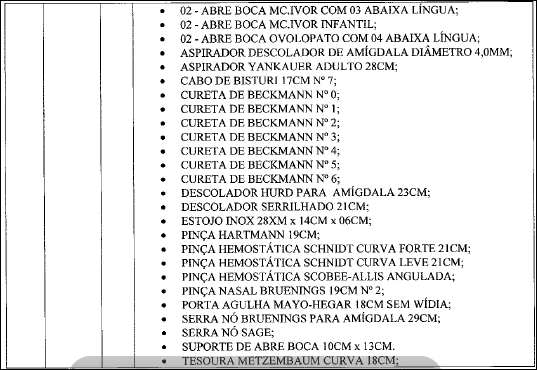 • 02 - ABRE BOCA MC.IVOR COM 03 ABAIXA LÍNGUA;
• 02 - ABRE BOCA MC.IVOR INFANTIL;
• 02 - ABRE BOCA OVOLOPATO COM 04 ABAIXA LÍNGUA;
• ASPIRADOR DESCOLADOR DE AMÍGDALA DIÂMETRO 4,0MM;
• ASPIRADOR YANKAUER ADULTO 28CM;
• CABO DE BISTURI 17CM Nº 7;
• CURETA DE BECKMANN Nº 0;
• CURETA DE BECKMANN Nº 1;
• CURETA DE BECKMANN Nº 2;
• CURETA DE BECKMANN Nº 3;
• CURETA DE BECKMANN Nº 4;
• CURETA DE BECKMANN Nº 5;
• CURETA DE BECKMANN Nº 6;
• DESCOLADOR HURD PARA AMÍGDALA 23CM;
• DESCOLADOR SERRILHADO 21CM;
• ESTOJO INOX 28XM x 14CM x 06CM;
• PINÇA HARTMANN 19CM;
• PINÇA HEMOSTÁTICA SCHNIDT CURVA FORTE 21CM;
• PINÇA HEMOSTÁTICA SCHNIDT CURVA LEVE 21CM;
• PINÇA HEMOSTÁTICA SCOBEE-ALLIS ANGULADA;
• PINÇA NASAL BRUENINGS 19CM Nº 2;
• PORTA AGULHA MAYO-HEGAR 18CM SEM WÍDIA;
• SERRA NÓ BRUENINGS PARA AMÍGDALA 29CM;
• SERRA NÓ SAGE;
• SUPORTE DE ABRE BOCA 10CM x 13CM.
• TESOURA METZEMBAUM CURVA 18CM;